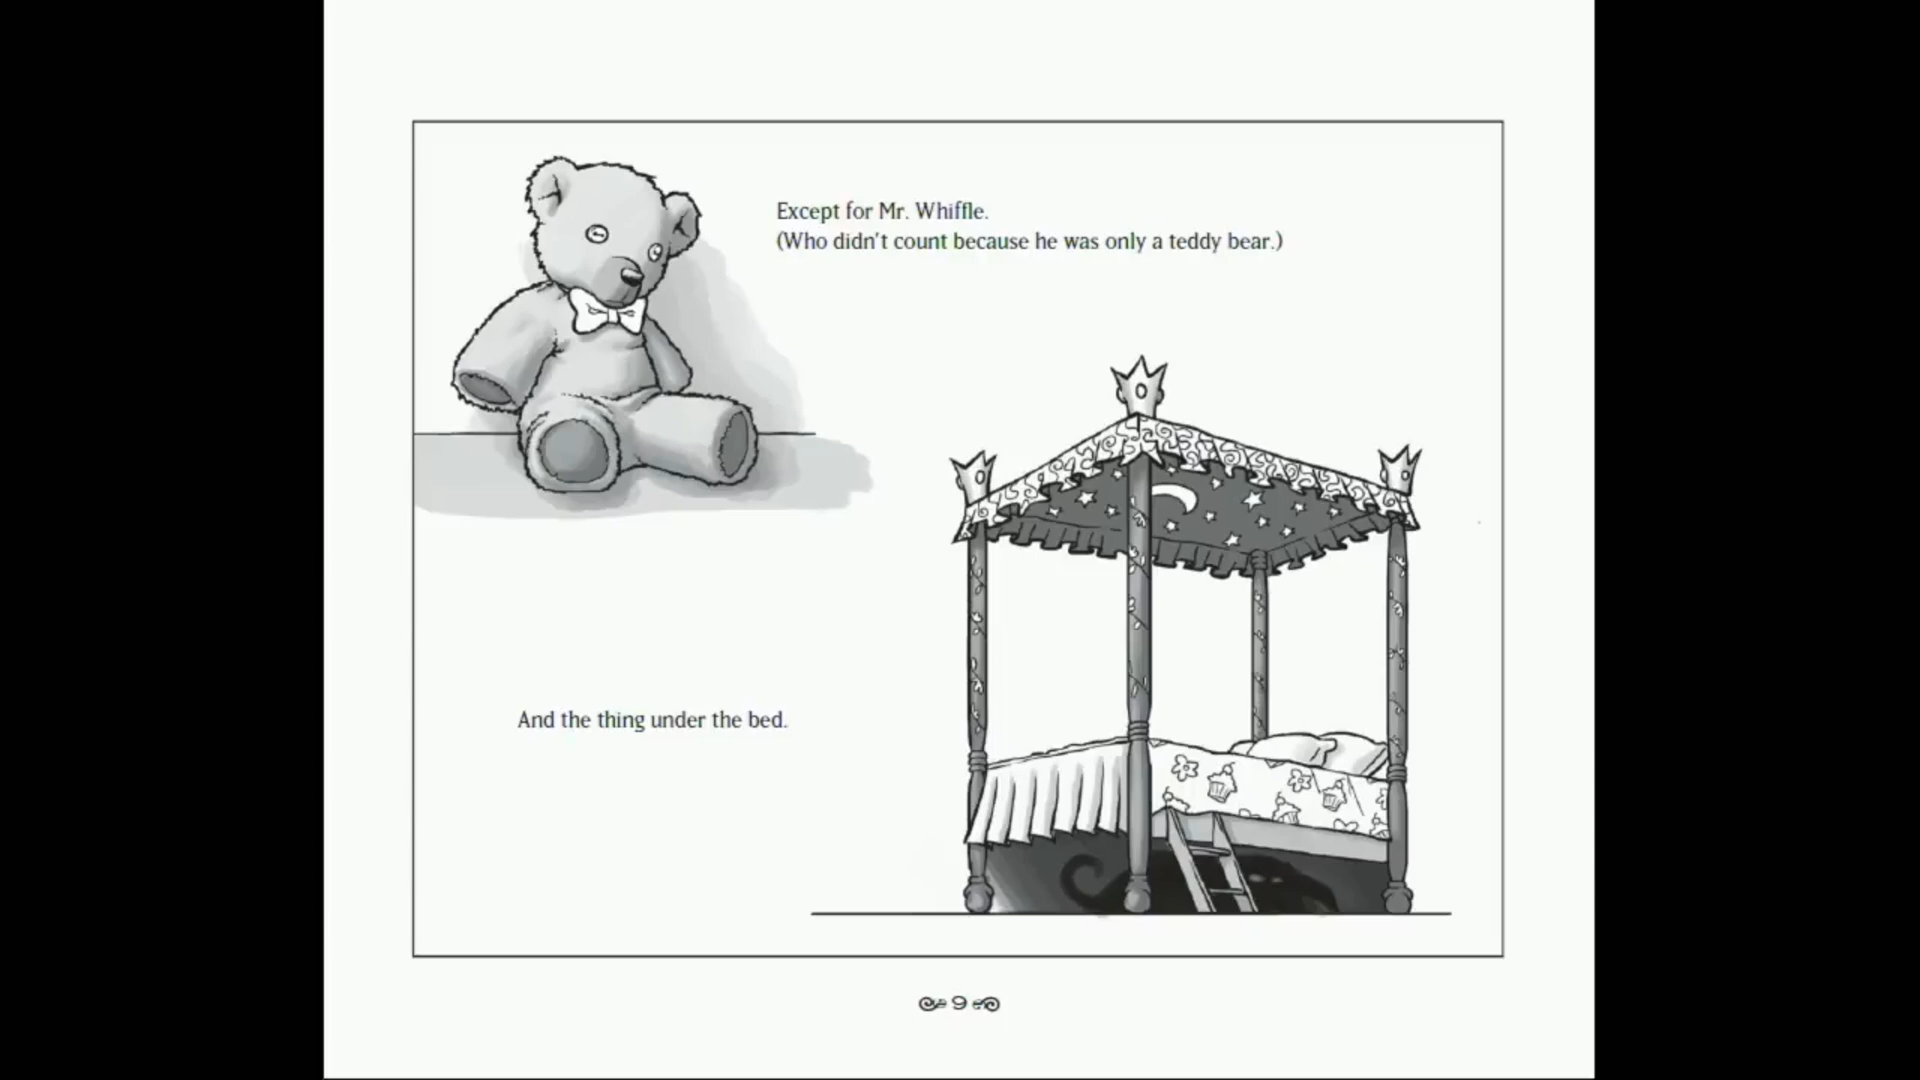 Except for Mr. Whiffle.
(Who didn't count because he was only a teddy bear.)
And the thing under the bed.
9